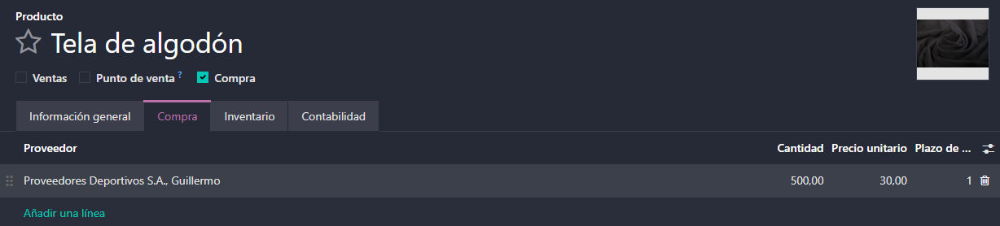 Producto
Tela de algodón
Ventas Punto de venta ? Compra
Información general Compra Inventario Contabilidad
Proveedor Cantidad Precio unitario Plazo de ...
Proveedores Deportivos S.A., Guillermo 500,00 30,00 1
Añadir una línea